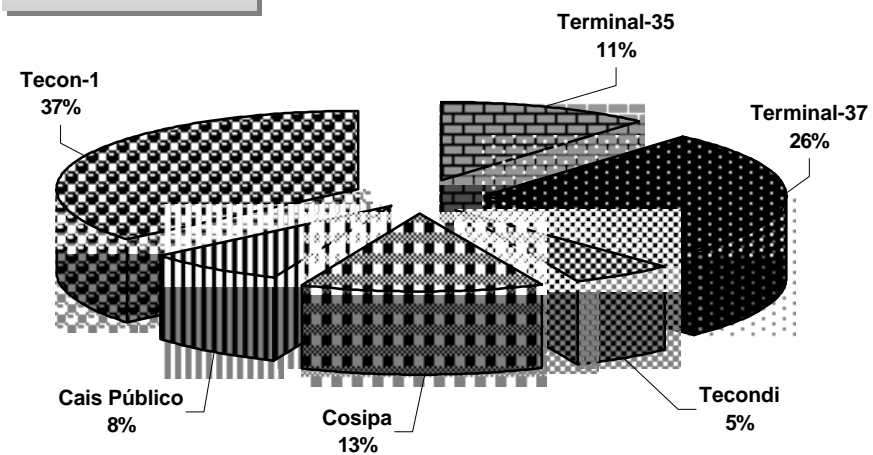 Terminal-35
11%
Tecon-1
37%
Terminal-37
26%
Cais Público
8%
Cosipa
13%
Tecondi
5%